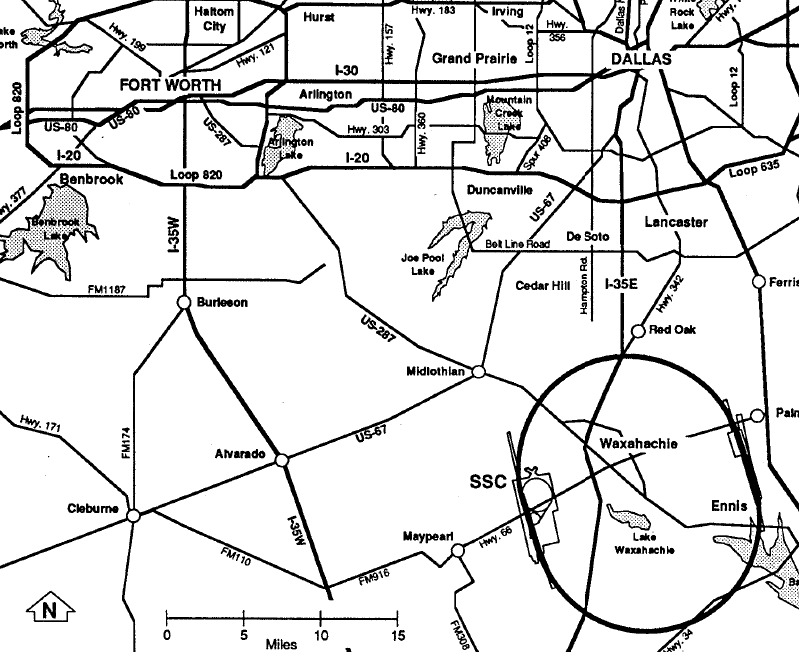 Haltom
City
Hurst
Hwy. 183
Irving
Hwy.
356
Rock
Lake
Hwy. 199
Hwy. 121
Hwy. 157
Loop 12
Grand Prairie
DALLAS
FORT WORTH
I-30
Loop 820
Arlington
US-80
Mountain
Creek
Lake
Loop 12
US-80
US-80
US-287
Hwy. 303
Hwy. 360
Arlington
Lake
Spur 408
I-20
I-20
Loop 820
Loop 635
Benbrook
Duncanville
US-67
Benbrook
Lake
I-35W
Lancaster
De Soto
Belt Line Road
Joe Pool
Lake
Cedar Hill
Hampton Rd.
I-35E
Hwy. 342
FM1187
Burleson
Red Oak
US-287
Midlothian
Hwy. 171
FM174
US-67
Alvarado
Waxahachie
SSC
Cleburne
Ennis
I-35W
Maypearl
Hwy. 66
Lake
Waxahachie
FM110
FM916
N
FM308
Hwy. 34
0 5 10 15
Miles